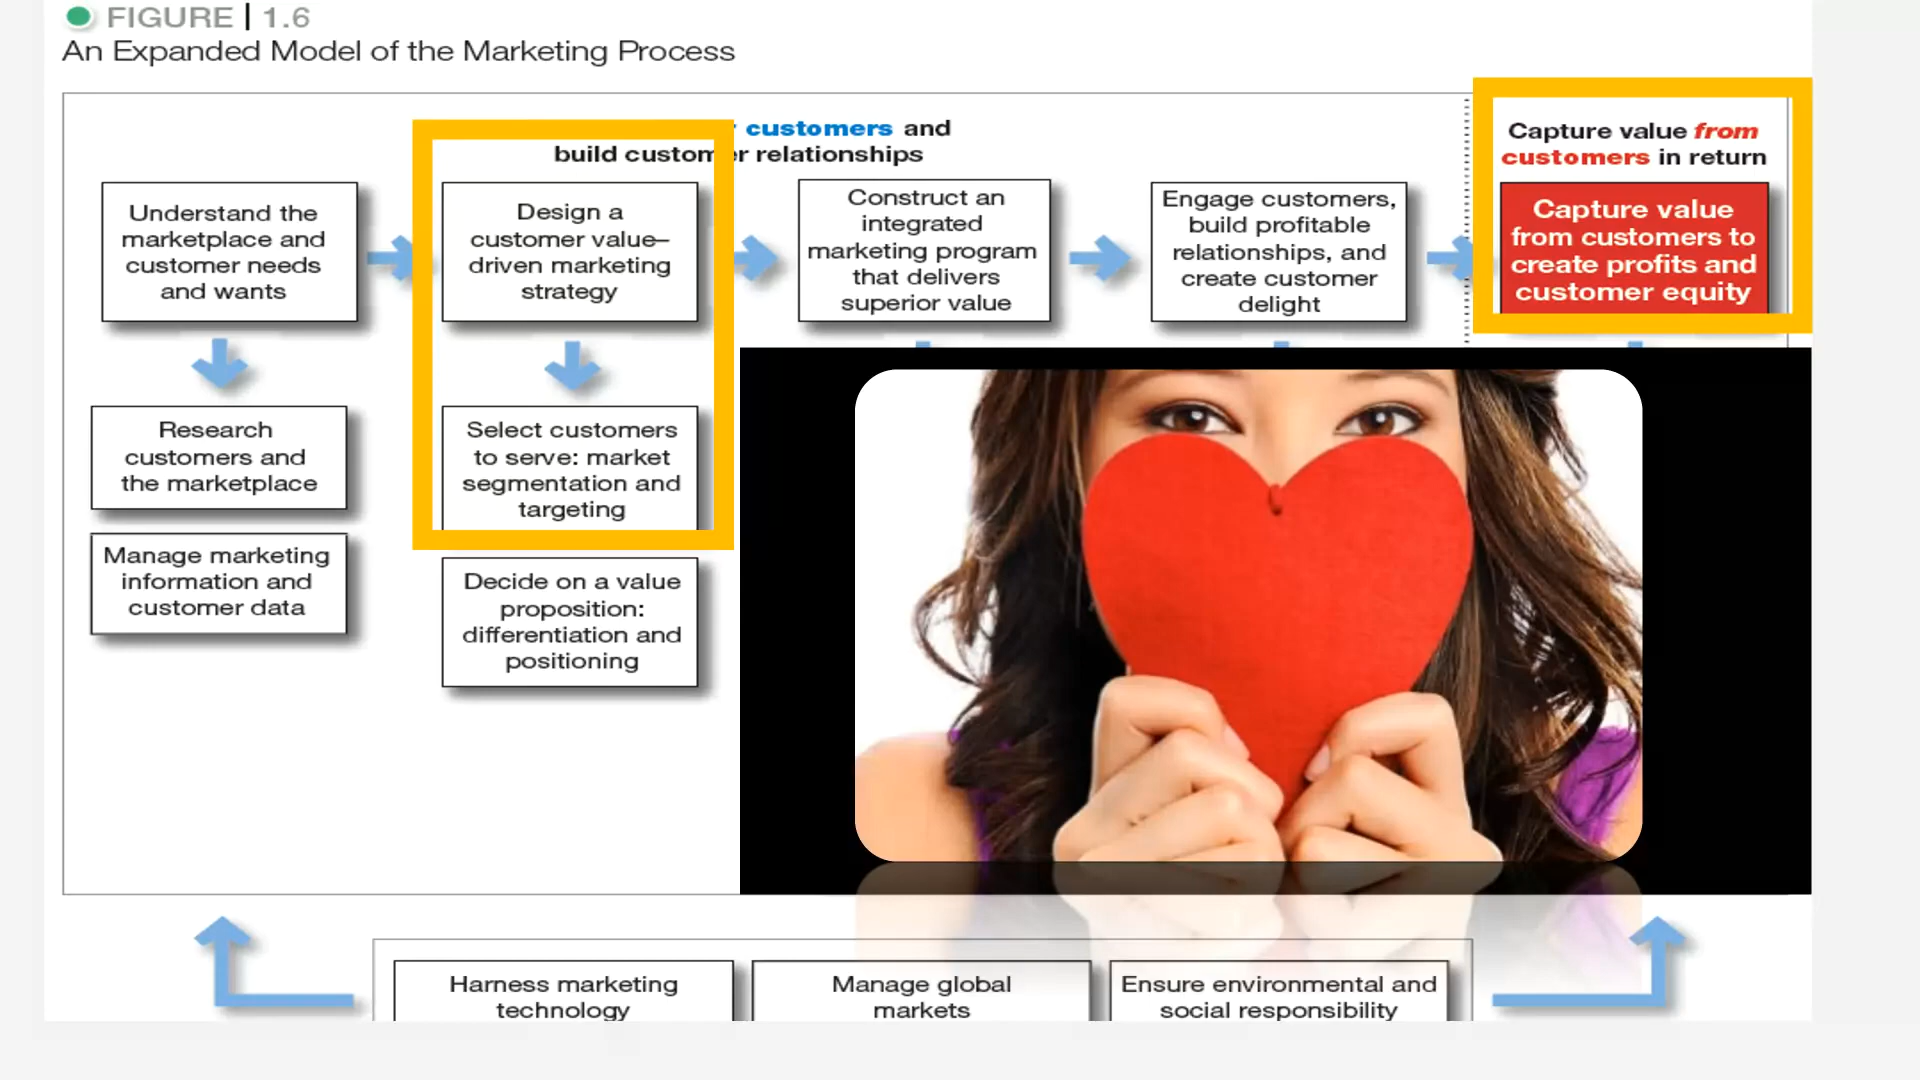 FIGURE | 1.6
An Expanded Model of the Marketing Process
customers and
build customer relationships
Capture value from
customers in return
Understand the
marketplace and
customer needs
and wants
Design a
customer value–
driven marketing
strategy
Construct an
integrated
marketing program
that delivers
superior value
Engage customers,
build profitable
relationships, and
create customer
delight
Capture value
from customers to
create profits and
customer equity
Research
customers and
the marketplace
Manage marketing
information and
customer data
Select customers
to serve: market
segmentation and
targeting
Decide on a value
proposition:
differentiation and
positioning
Harness marketing
technology
Manage global
markets
Ensure environmental and
social responsibility